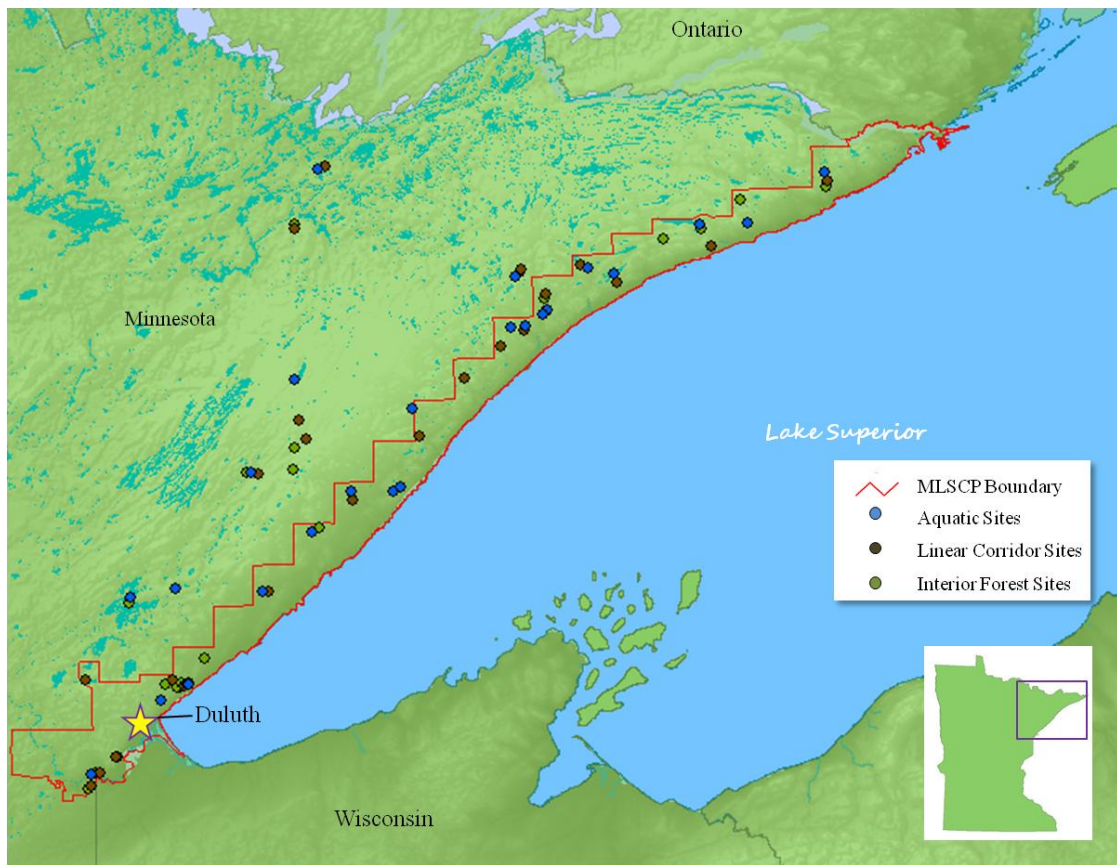 Ontario
Minnesota
Lake Superior
MLSCP Boundary
Aquatic Sites
Linear Corridor Sites
Interior Forest Sites
Duluth
Wisconsin